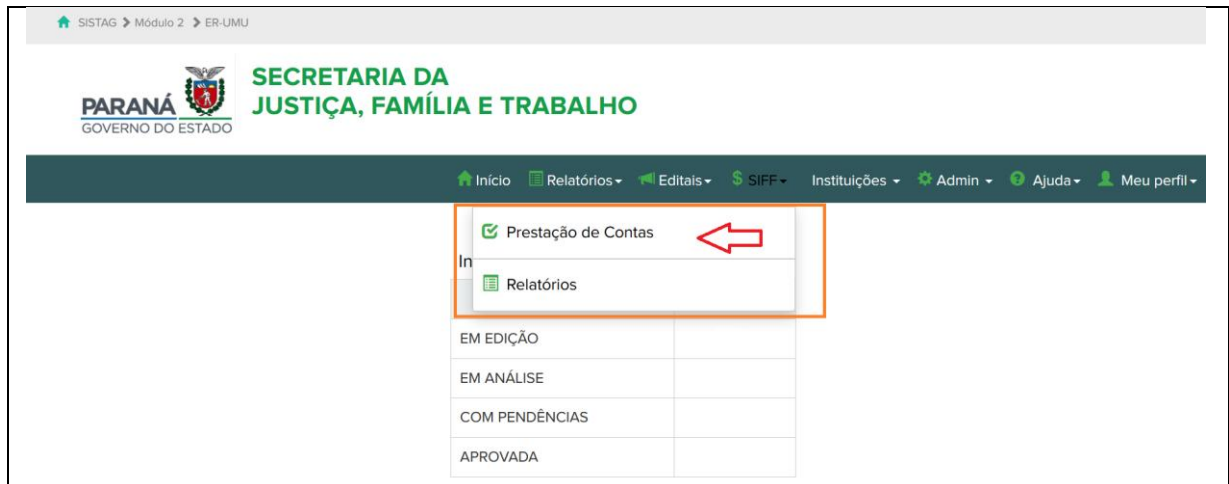 SISTAG > Módulo 2 > ER-UMU
PARANÁ
GOVERNO DO ESTADO
SECRETARIA DA
JUSTIÇA, FAMÍLIA E TRABALHO
Início Relatórios Editais $ SIFF Instituições Admin Ajuda Meu perfil
Prestação de Contas
In
Relatórios
EM EDIÇÃO
EM ANÁLISE
COM PENDÊNCIAS
APROVADA